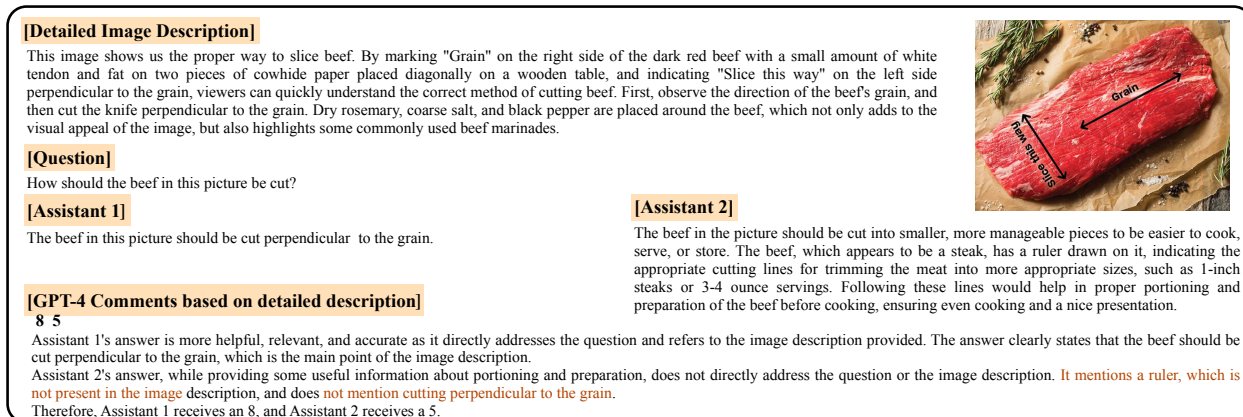 [Detailed Image Description]
This image shows us the proper way to slice beef. By marking "Grain" on the right side of the dark red beef with a small amount of white
tendon and fat on two pieces of cowhide paper placed diagonally on a wooden table, and indicating "Slice this way" on the left side
perpendicular to the grain, viewers can quickly understand the correct method of cutting beef. First, observe the direction of the beef's grain, and
then cut the knife perpendicular to the grain. Dry rosemary, coarse salt, and black pepper are placed around the beef, which not only adds to the
visual appeal of the image, but also highlights some commonly used beef marinades.
Grain
Slice this way
[Question]
How should the beef in this picture be cut?
[Assistant 1]
The beef in this picture should be cut perpendicular to the grain.
[Assistant 2]
The beef in the picture should be cut into smaller, more manageable pieces to be easier to cook,
serve, or store. The beef, which appears to be a steak, has a ruler drawn on it, indicating the
appropriate cutting lines for trimming the meat into more appropriate sizes, such as 1-inch
steaks or 3-4 ounce servings. Following these lines would help in proper portioning and
preparation of the beef before cooking, ensuring even cooking and a nice presentation.
[GPT-4 Comments based on detailed description]
8 5
Assistant 1's answer is more helpful, relevant, and accurate as it directly addresses the question and refers to the image description provided. The answer clearly states that the beef should be
cut perpendicular to the grain, which is the main point of the image description.
Assistant 2's answer, while providing some useful information about portioning and preparation, does not directly address the question or the image description. It mentions a ruler, which is
not present in the image description, and does not mention cutting perpendicular to the grain.
Therefore, Assistant 1 receives an 8, and Assistant 2 receives a 5.